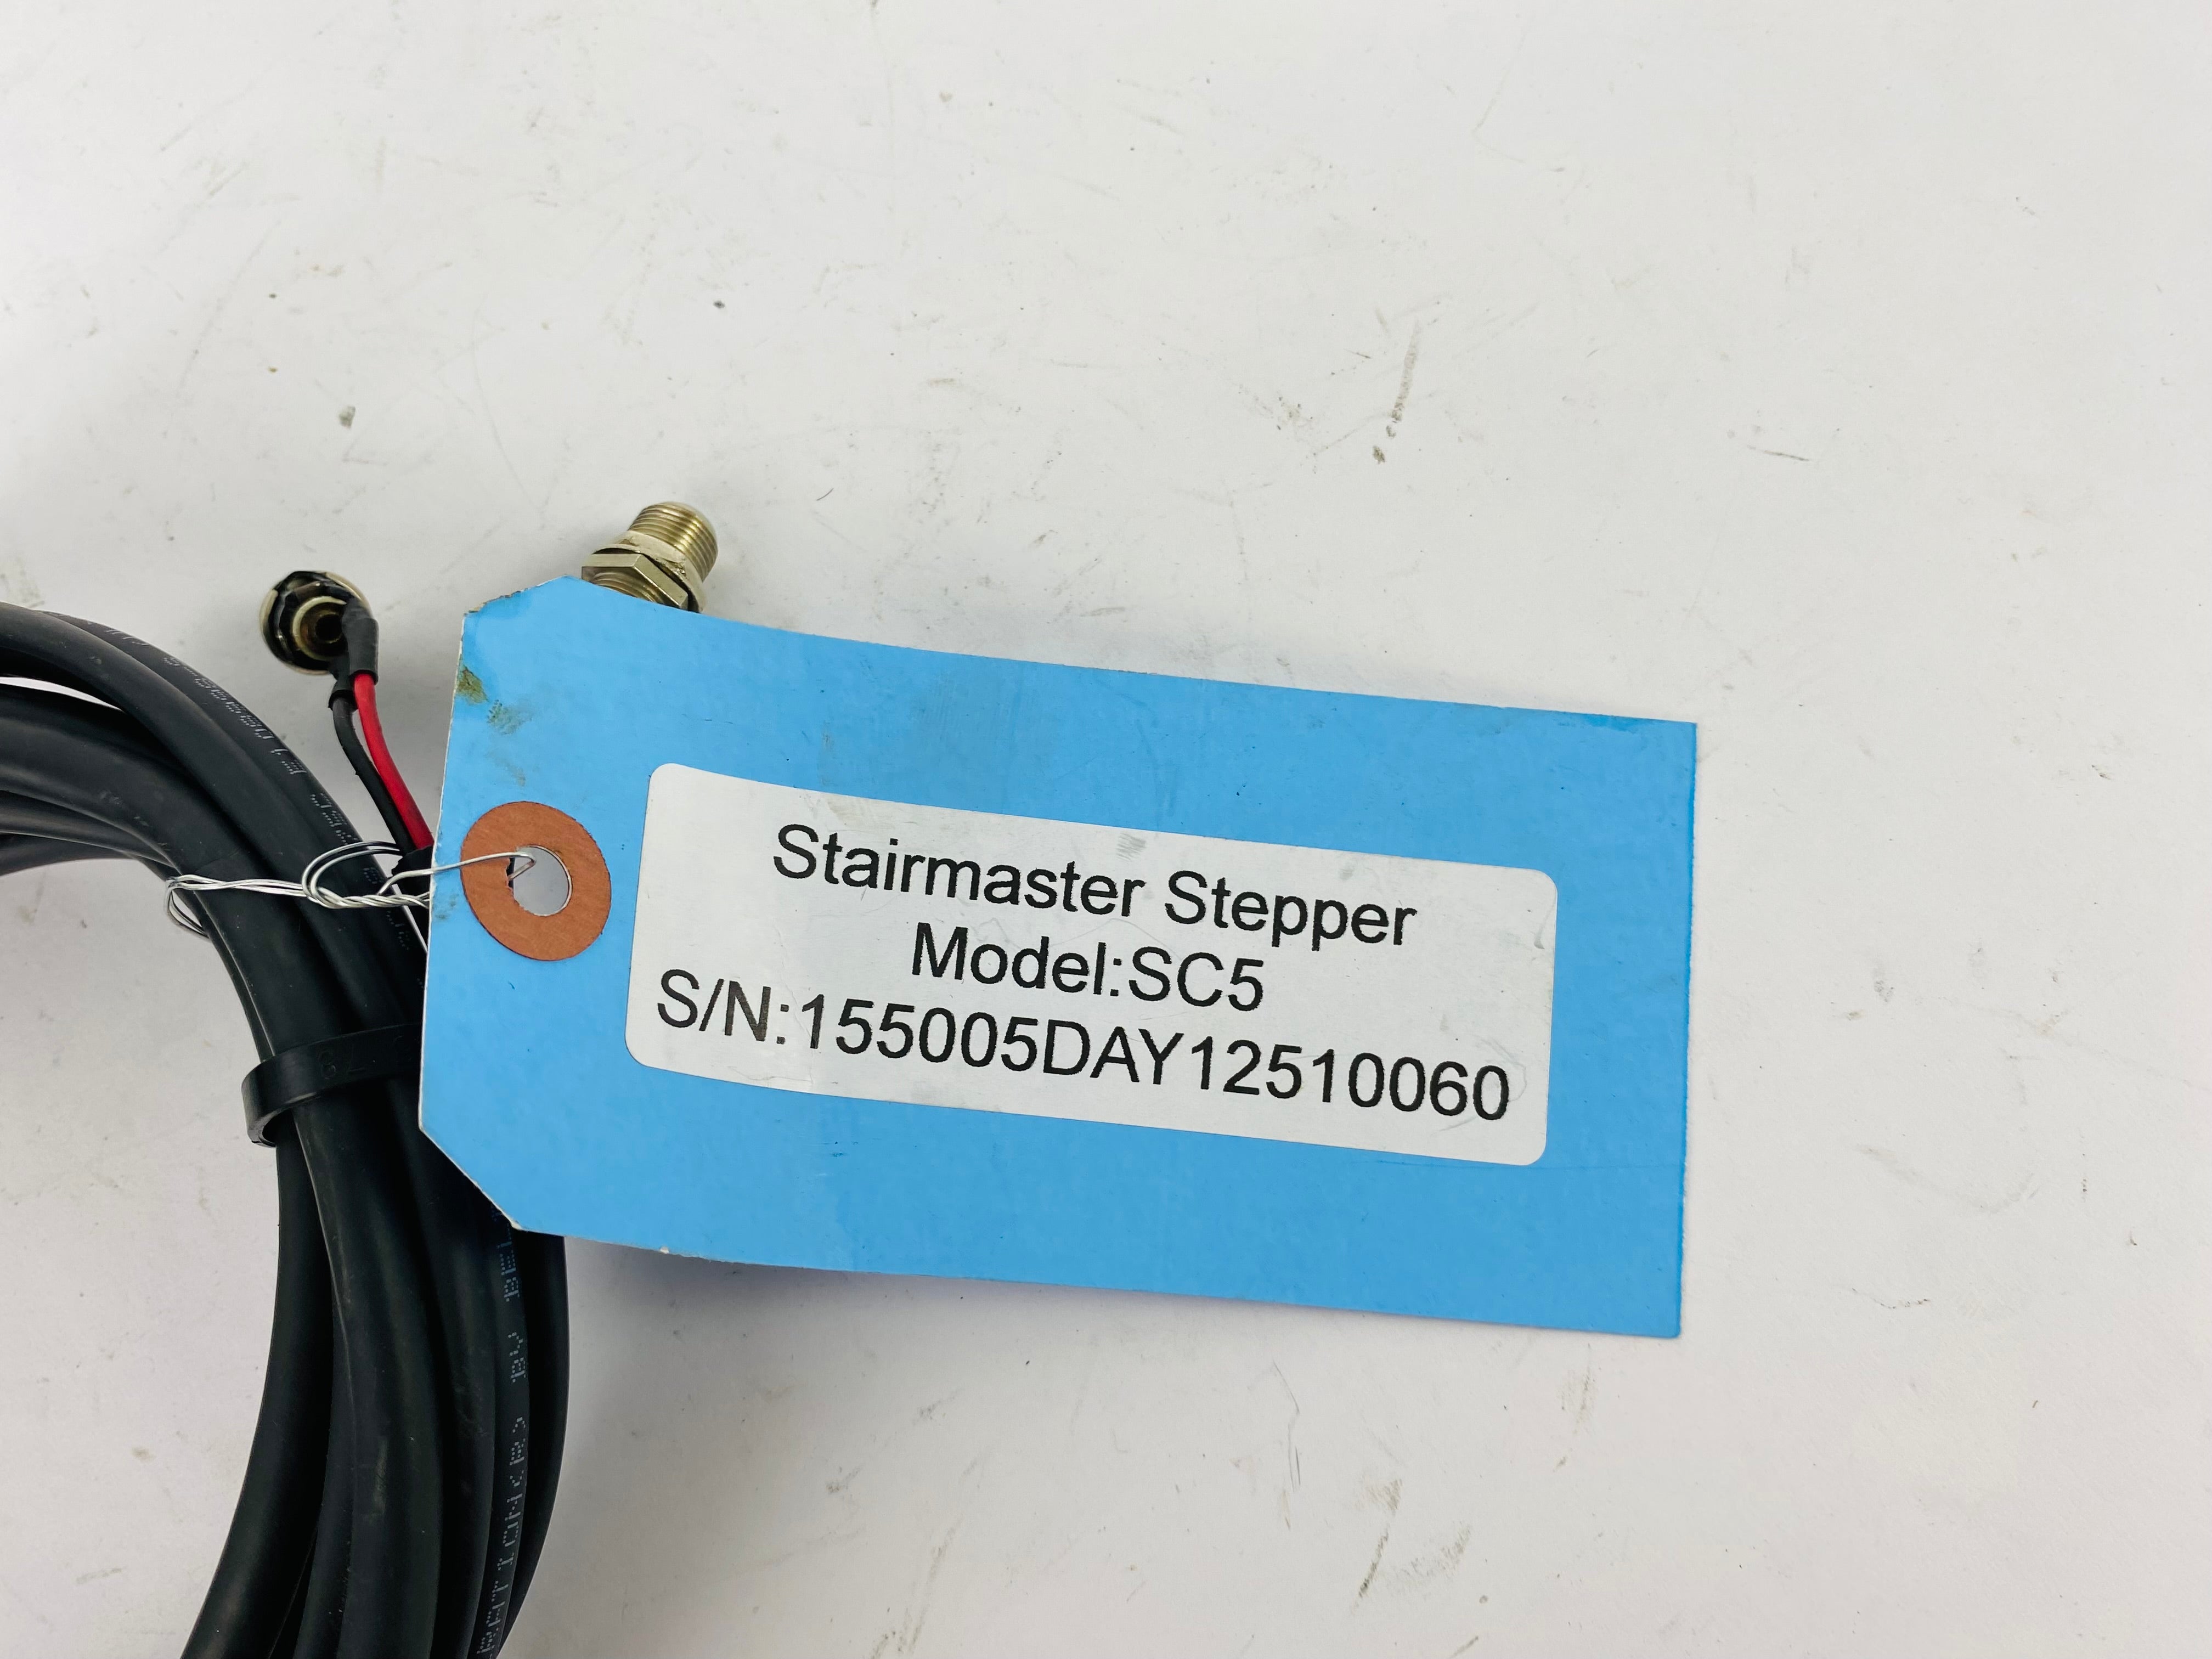 Stairmaster Stepper
Model:SC5
S/N:155005DAY12510060